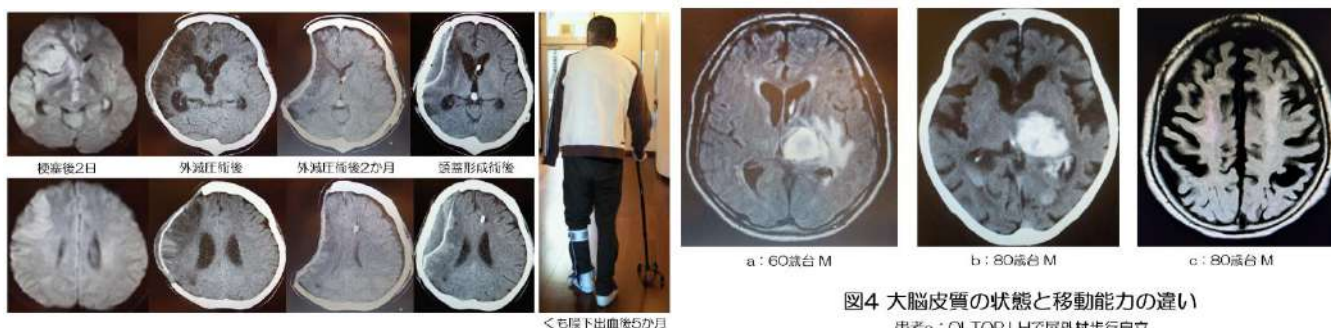 梗塞後2日
外減圧術後
外減圧術後2か月
頭蓋形成術後
くも膜下出血後5か月
a：60歳台 M
b：80歳台 M
c：80歳台 M
図4 大脳皮質の状態と移動能力の違い